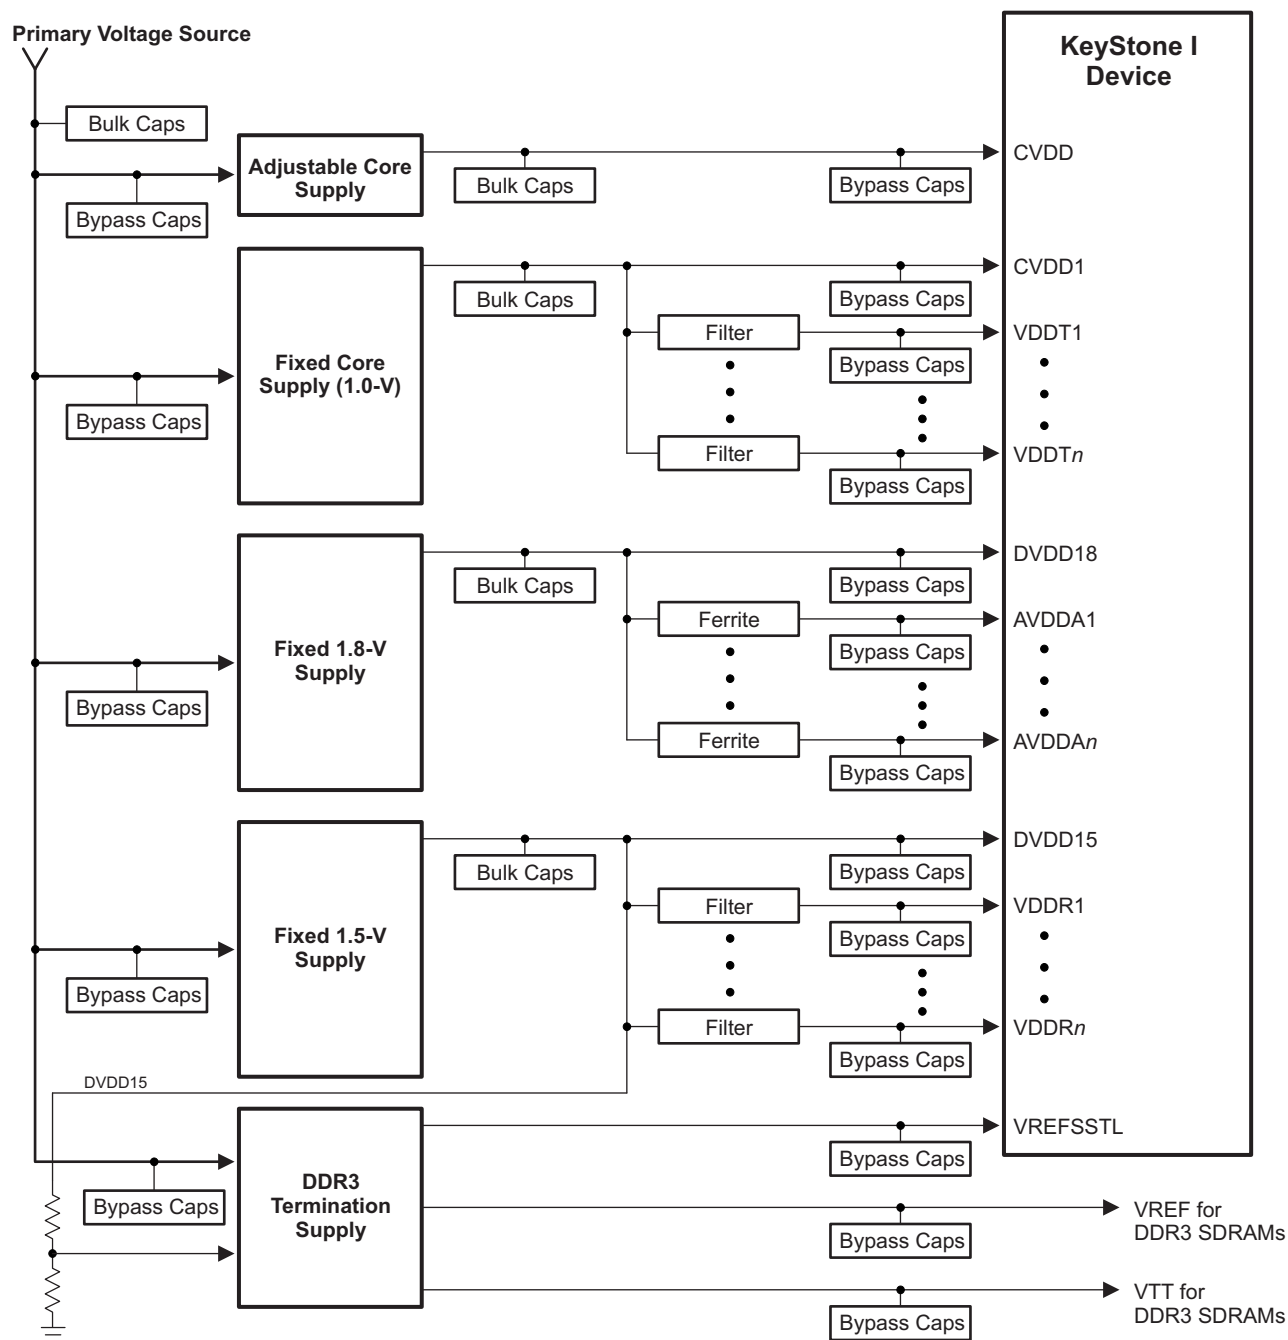 Primary Voltage Source
KeyStone I
Device
Bulk Caps
Adjustable Core
Supply
Bypass Caps
Bulk Caps
Bypass Caps
CVDD
Fixed Core
Supply (1.0-V)
Bypass Caps
Bulk Caps
Bypass Caps
CVDD1
Filter
Bypass Caps
VDDT1
Filter
Bypass Caps
VDDTn
Fixed 1.8-V
Supply
Bypass Caps
Bulk Caps
Bypass Caps
DVDD18
Ferrite
Bypass Caps
AVDDA1
Ferrite
Bypass Caps
AVDDAn
Fixed 1.5-V
Supply
Bypass Caps
Bulk Caps
Bypass Caps
DVDD15
Filter
Bypass Caps
VDDR1
Filter
Bypass Caps
VDDRn
DVDD15
DDR3
Termination
Supply
Bypass Caps
Bypass Caps
VREFSSTL
Bypass Caps
VREF for
DDR3 SDRAMs
Bypass Caps
VTT for
DDR3 SDRAMs